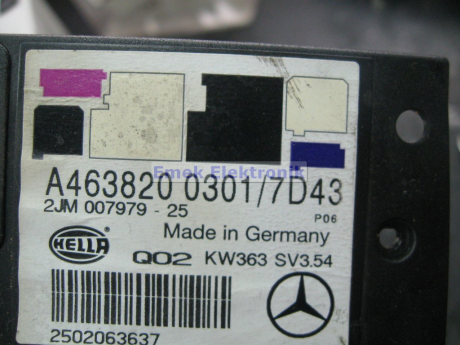 Emek Elektronik
A463820 0301/7D43
2JM 007979 - 25
P06
Made in Germany
HELLA
Q02 KW363 SV3.54
2502063637